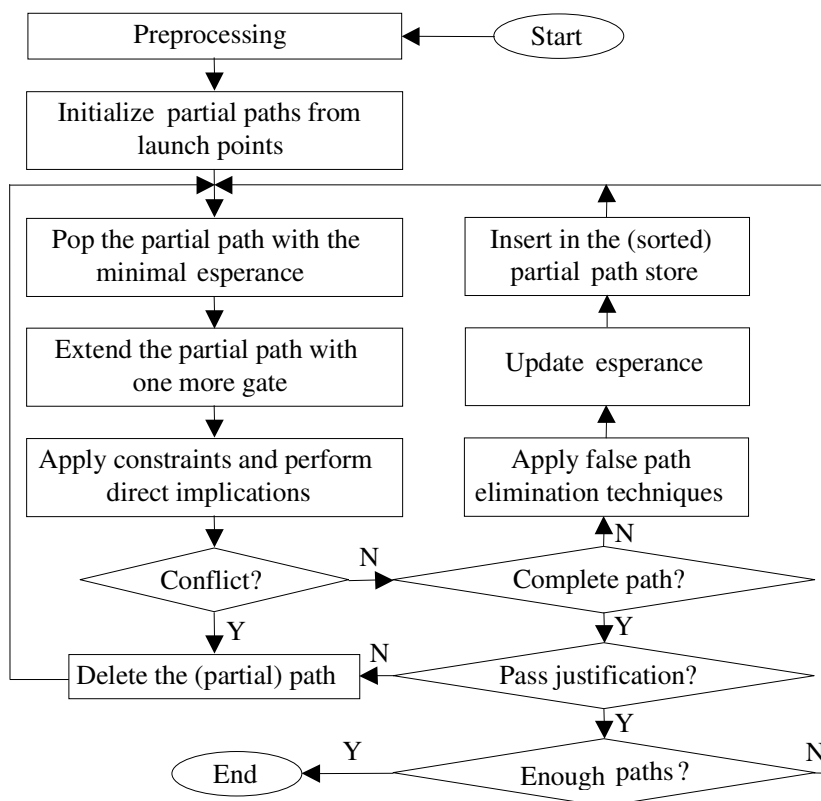 Start
Preprocessing
Initialize partial paths from
launch points
Pop the partial path with the
minimal esperance
Extend the partial path with
one more gate
Apply constraints and perform
direct implications
Conflict?
N
Y
Delete the (partial) path
Insert in the (sorted)
partial path store
Update esperance
Apply false path
elimination techniques
N
Complete path?
Y
N
Pass justification?
Y
Enough paths?
N
Y
End